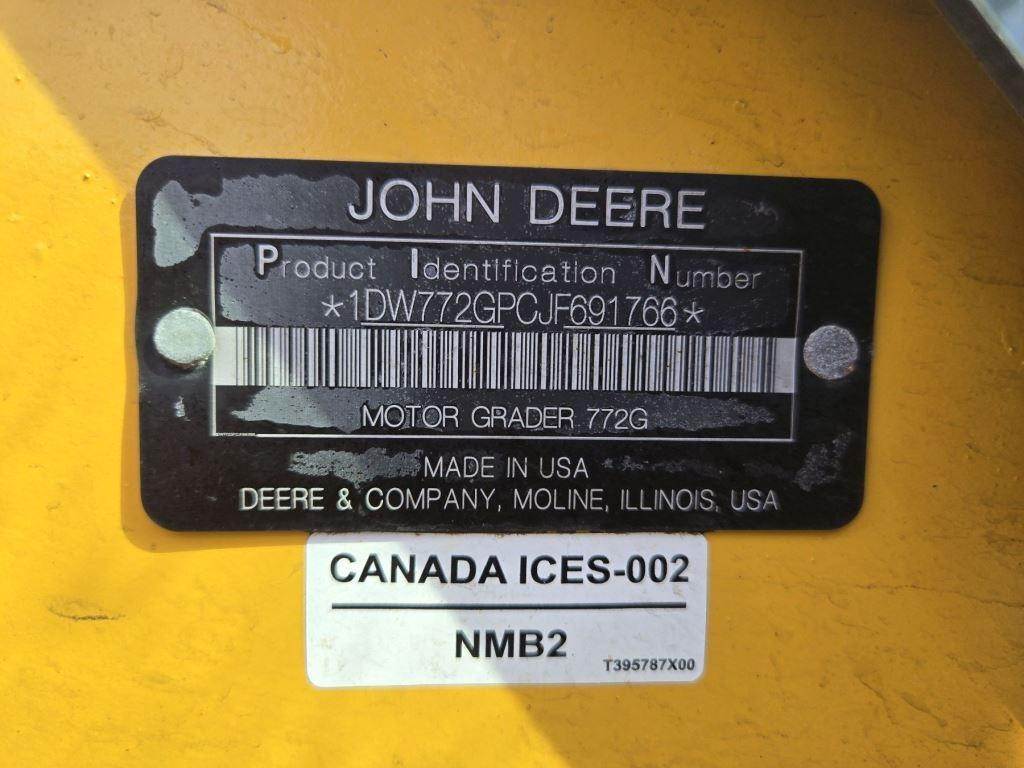 JOHN DEERE
Product Identification Number
*1DW772GPCJF691766*
MOTOR GRADER 772G
MADE IN USA
DEERE & COMPANY, MOLINE, ILLINOIS, USA
CANADA ICES-002
NMB2
T395787X00